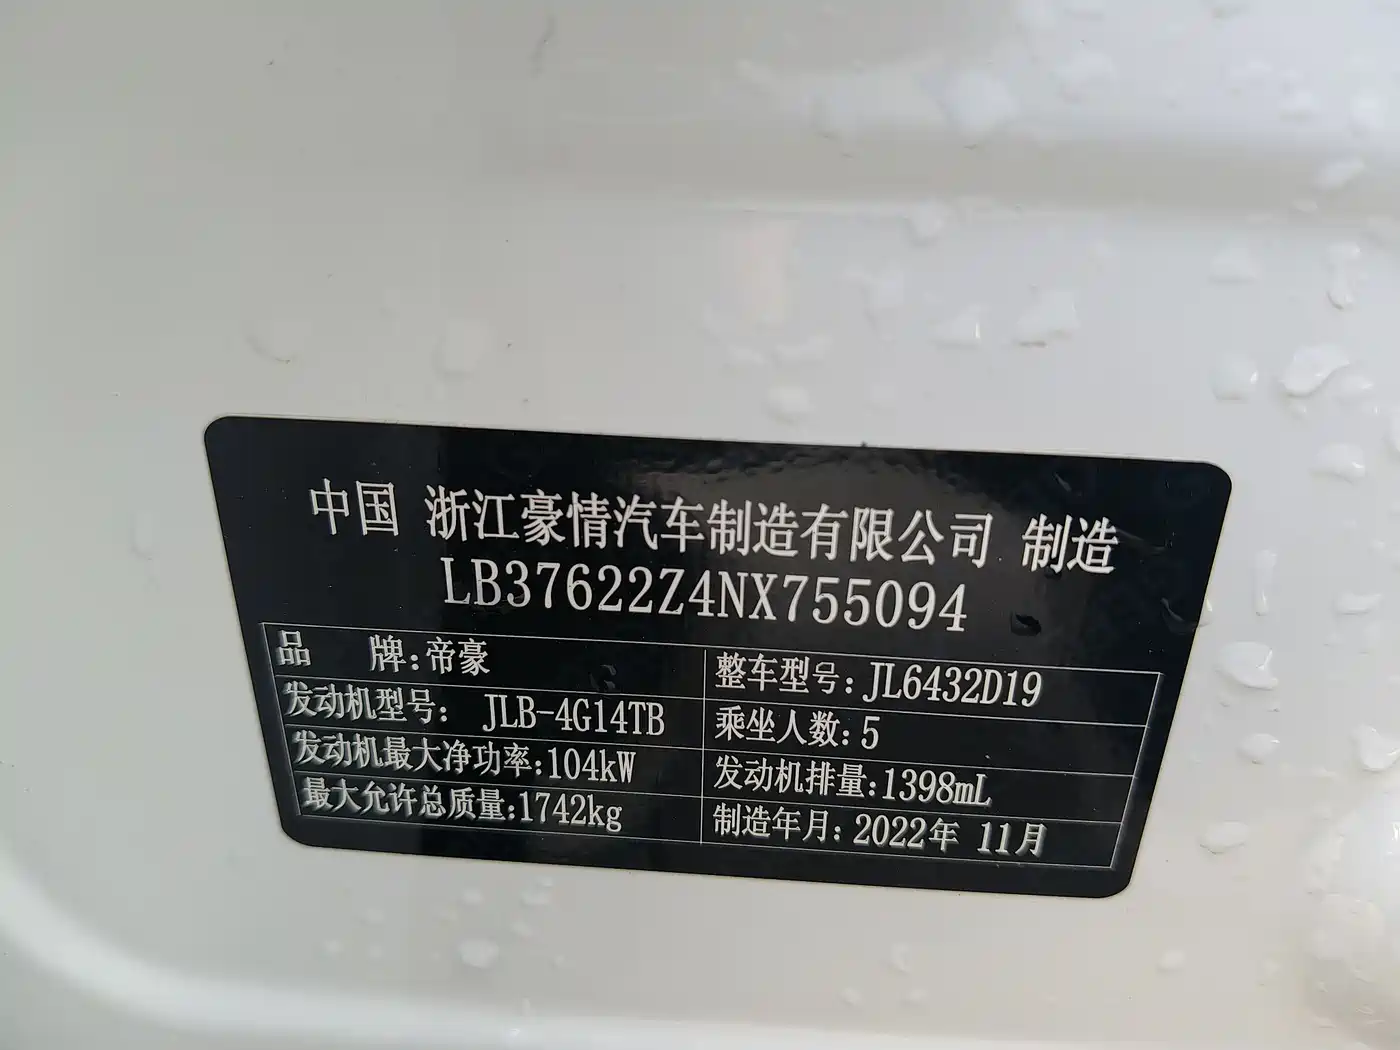 中国 浙江豪情汽车制造有限公司 制造
LB37622Z4NX755094
品 牌:帝豪 整车型号:JL6432D19
发动机型号: JLB-4G14TB 乘坐人数:5
发动机最大净功率:104kW 发动机排量:1398mL
最大允许总质量:1742kg 制造年月:2022年 11月